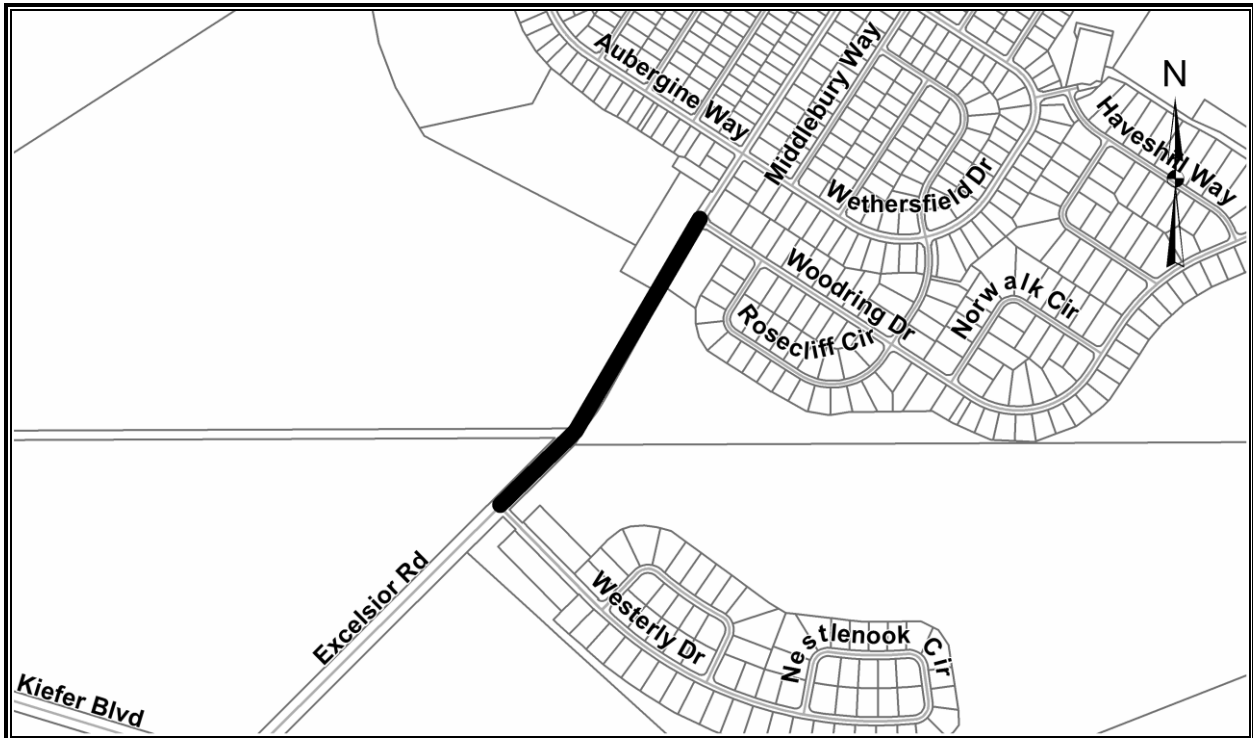 Aubergine Way
Middlebury Way
N
Haveshill Way
Wethersfield Dr
Woodring Dr
Norwalk Cir
Rosecliff Cir
Excelsior Rd
Westerly Dr
Nestlenook Cir
Kiefer Blvd